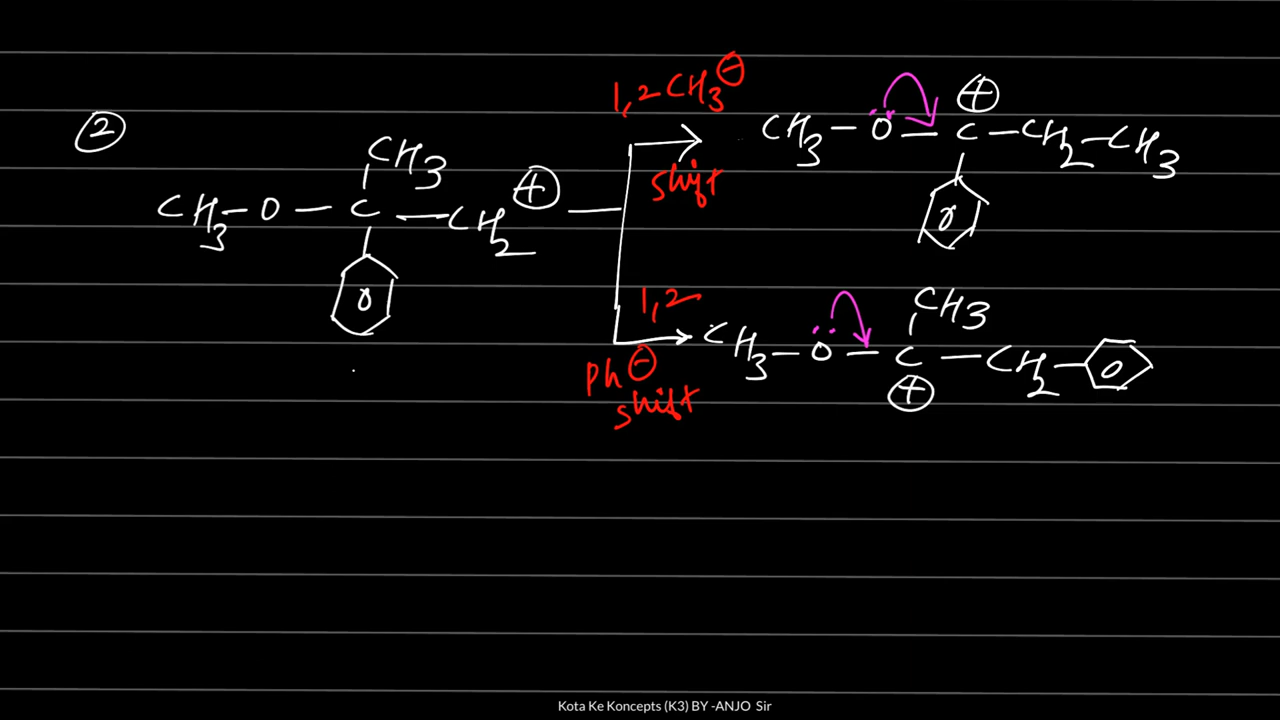 ②
CH3-O-C-CH2 ⊕
CH3
1,2 CH3 ⊖
shift
CH3-O-C-CH2-CH3
⊕
1,2
ph ⊖
shift
CH3-O-C-CH2-
CH3
⊕
Kota Ke Koncepts (K3) BY -ANJO Sir